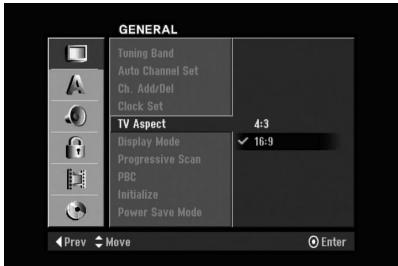 GENERAL
Tuning Band
Auto Channel Set
Ch. Add/Del
Clock Set
TV Aspect
4:3
Display Mode
✓ 16:9
Progressive Scan
PBC
Initialize
Power Save Mode
Prev Move Enter